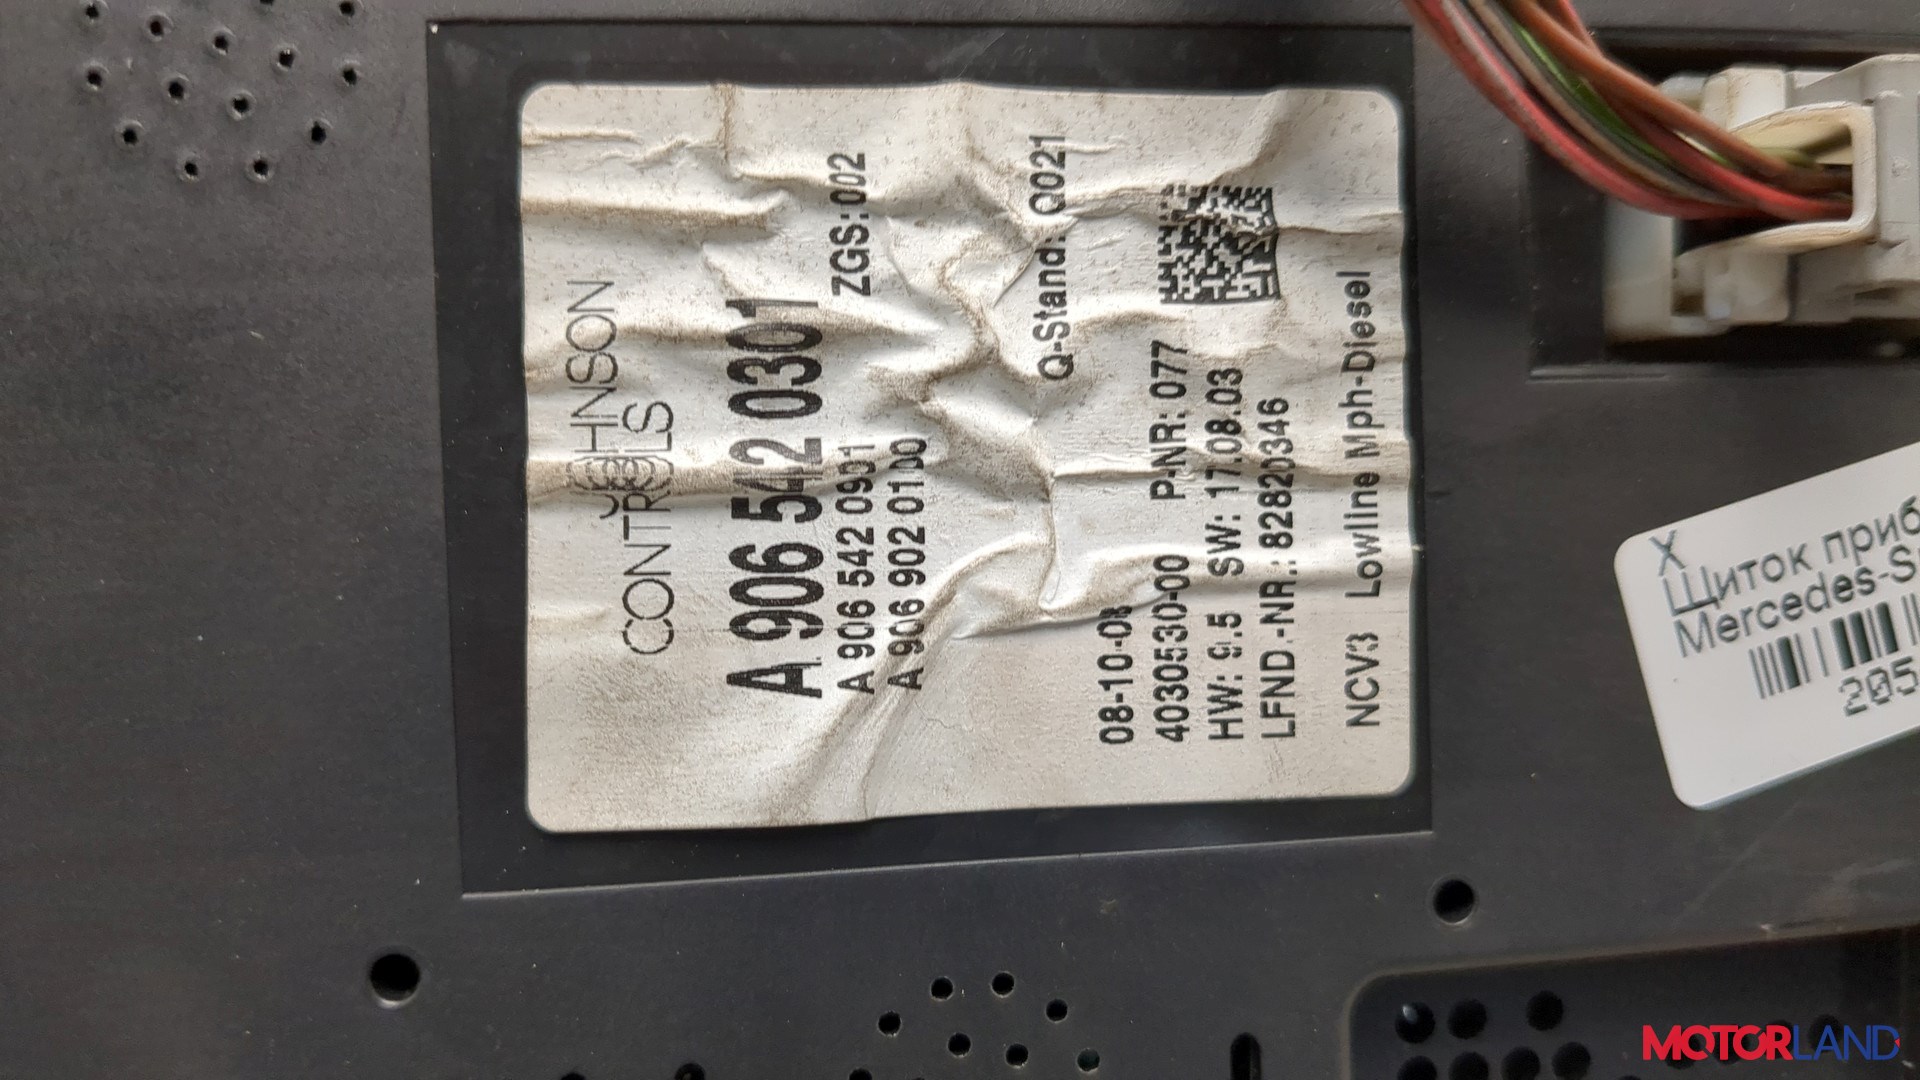 JOHNSON
CONTROLS
A 906 542 0301
A 906 542 0901 ZGS:002
A 906 902 0100
Q-Stand: Q021
08-10-08
4030530-00 P-NR: 077
HW: 9.5 SW: 17.08.03
LFND.-NR.: 82820346
NCV3 Lowline Mph-Diesel
X
Щиток приб
Mercedes-S
205
MOTORLAND